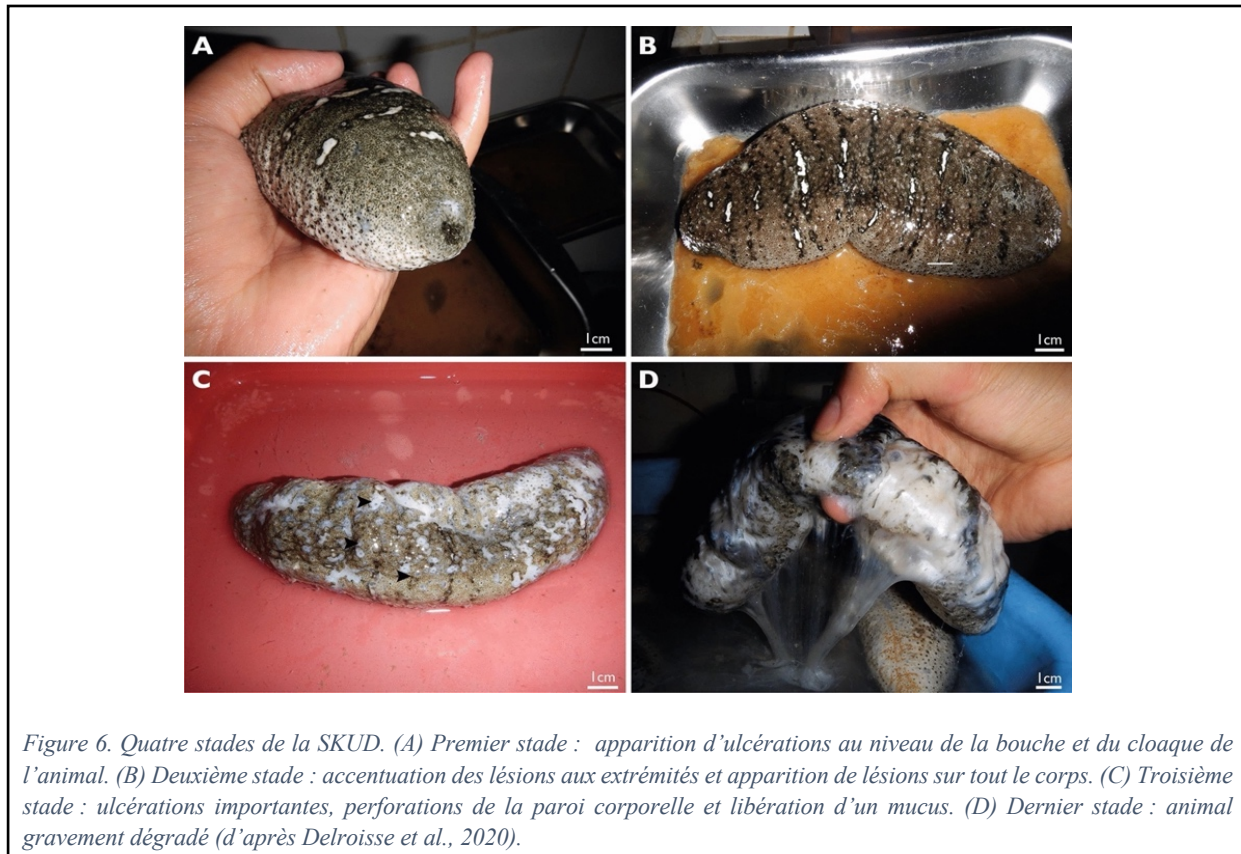 A
B
1cm
1cm
C
D
1cm
1cm
Figure 6. Quatre stades de la SKUD. (A) Premier stade : apparition d’ulcérations au niveau de la bouche et du cloaque de
l’animal. (B) Deuxième stade : accentuation des lésions aux extrémités et apparition de lésions sur tout le corps. (C) Troisième
stade : ulcérations importantes, perforations de la paroi corporelle et libération d’un mucus. (D) Dernier stade : animal
gravement dégradé (d’après Delroisse et al., 2020).